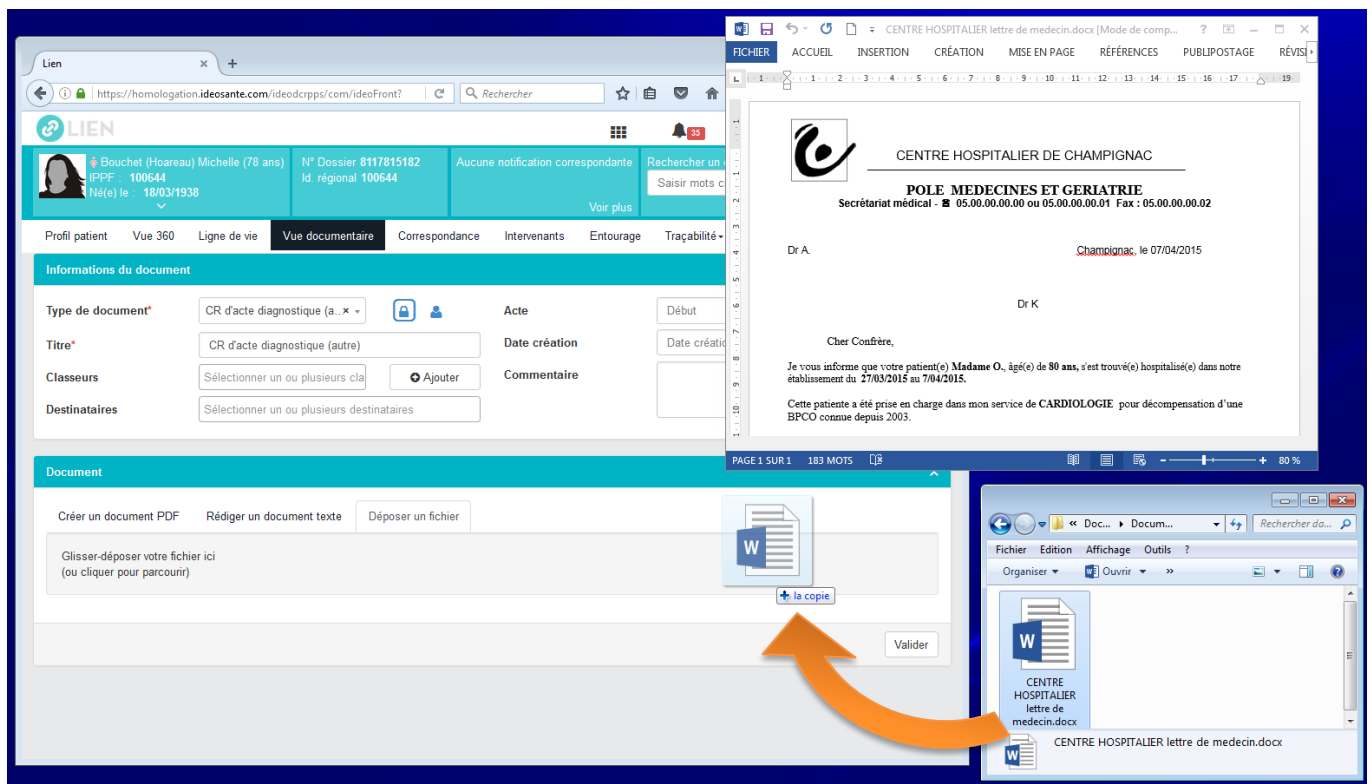 Lien
https://homologation.ideosante.com/ideodcrpps/com/ideoFront?
Rechercher
LIEN
35
Bouchet (Hoareau) Michelle (78 ans)
IPPF : 100644
Né(e) le : 18/03/1938
N° Dossier 8117815182
Id. régional 100644
Aucune notification correspondante
Voir plus
Rechercher un
Saisir mots c
Profil patient Vue 360 Ligne de vie Vue documentaire Correspondance Intervenants Entourage Traçabilité
Informations du document
Type de document* CR d'acte diagnostique (a.. Acte Début
Titre* CR d'acte diagnostique (autre) Date création Date créatio
Classeurs Sélectionner un ou plusieurs cla Ajouter Commentaire
Destinataires Sélectionner un ou plusieurs destinataires
Document
Créer un document PDF Rédiger un document texte Déposer un fichier
Glisser-déposer votre fichier ici
(ou cliquer pour parcourir)
W
+ la copie
Valider
CENTRE HOSPITALIER lettre de medecin.docx [Mode de comp...
FICHIER ACCUEIL INSERTION CRÉATION MISE EN PAGE RÉFÉRENCES PUBLIPOSTAGE RÉVISI
CENTRE HOSPITALIER DE CHAMPIGNAC
POLE MEDECINES ET GERIATRIE
Secrétariat médical - ☎ 05.00.00.00.00 ou 05.00.00.00.01 Fax : 05.00.00.00.02
Dr A. Champignac, le 07/04/2015
Dr K
Cher Confrère,
Je vous informe que votre patient(e) Madame O., âgé(e) de 80 ans, s'est trouvé(e) hospitalisé(e) dans notre
établissement du 27/03/2015 au 7/04/2015.
Cette patiente a été prise en charge dans mon service de CARDIOLOGIE pour décompensation d'une
BPCO connue depuis 2003.
PAGE 1 SUR 1 183 MOTS 80 %
« Doc... Docum... Rechercher da...
Fichier Edition Affichage Outils ?
Organiser Ouvrir »
W
CENTRE
HOSPITALIER
lettre de
medecin.docx
CENTRE HOSPITALIER lettre de medecin.docx